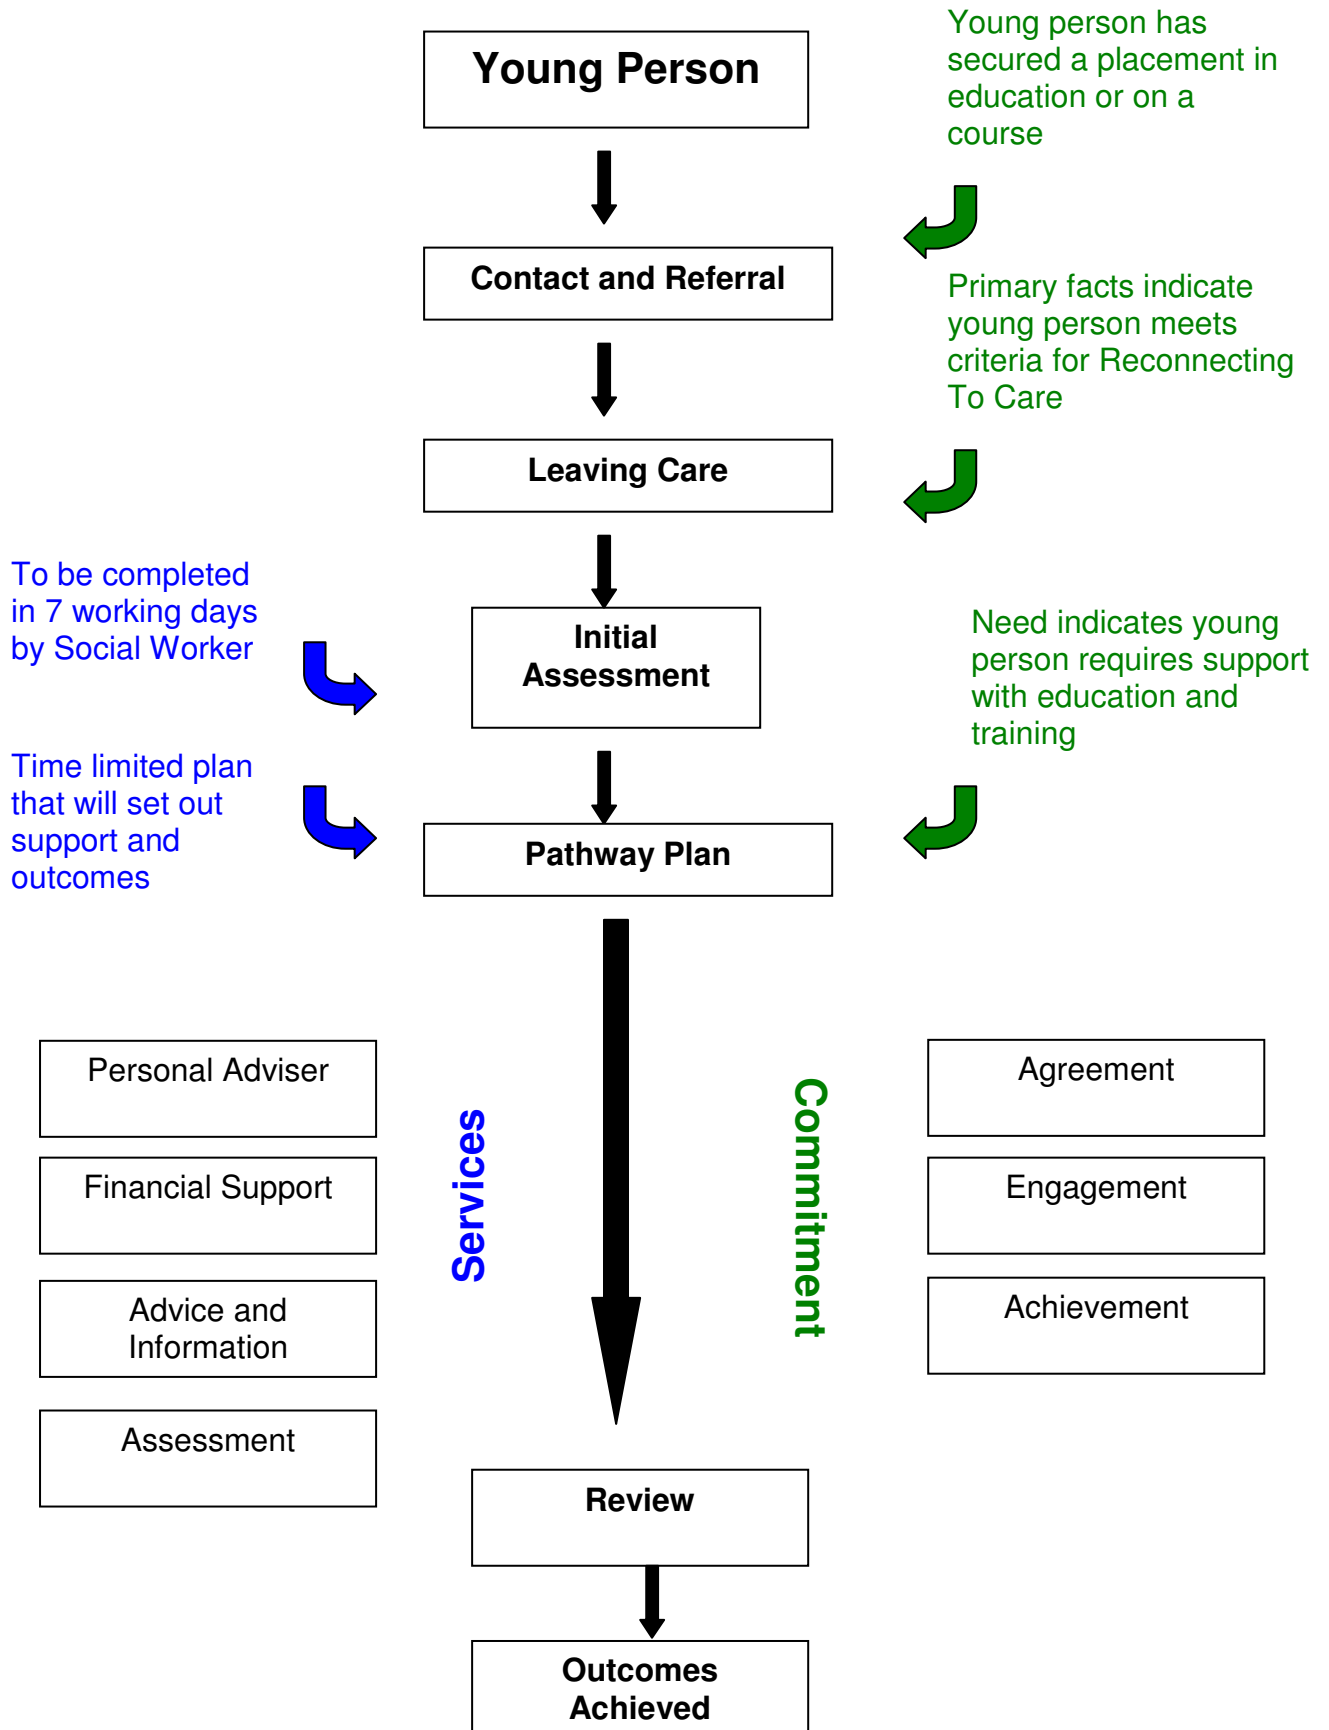 Young Person
Young person has
secured a placement in
education or on a
course
Contact and Referral
Primary facts indicate
young person meets
criteria for Reconnecting
To Care
Leaving Care
To be completed
in 7 working days
by Social Worker
Initial
Assessment
Need indicates young
person requires support
with education and
training
Time limited plan
that will set out
support and
outcomes
Pathway Plan
Personal Adviser
Financial Support
Advice and
Information
Assessment
Services
Commitment
Agreement
Engagement
Achievement
Review
Outcomes
Achieved